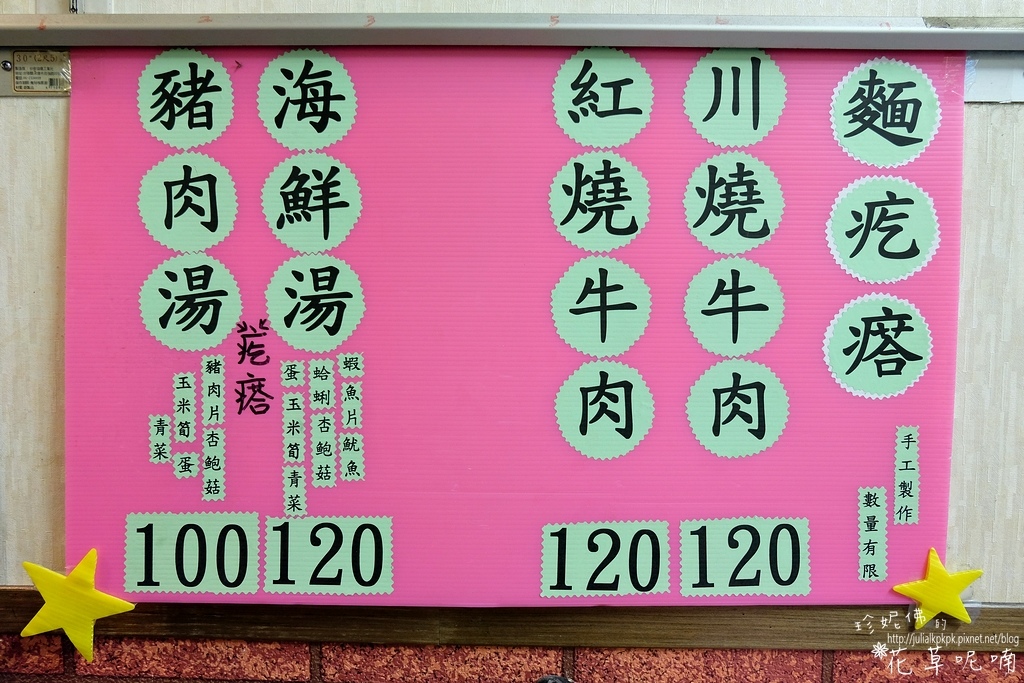 麵疙瘩
手工製作
數量有限
川燒牛肉
120
紅燒牛肉
120
海鮮湯
蝦魚片魷魚
蛤蜊杏鮑菇
蛋玉米筍青菜
120
疙瘩
豬肉湯
豬肉片杏鮑菇
玉米筍蛋
青菜
100
珍妮佛的
http://julialkpkpk.pixnet.net/blog
花草呢喃